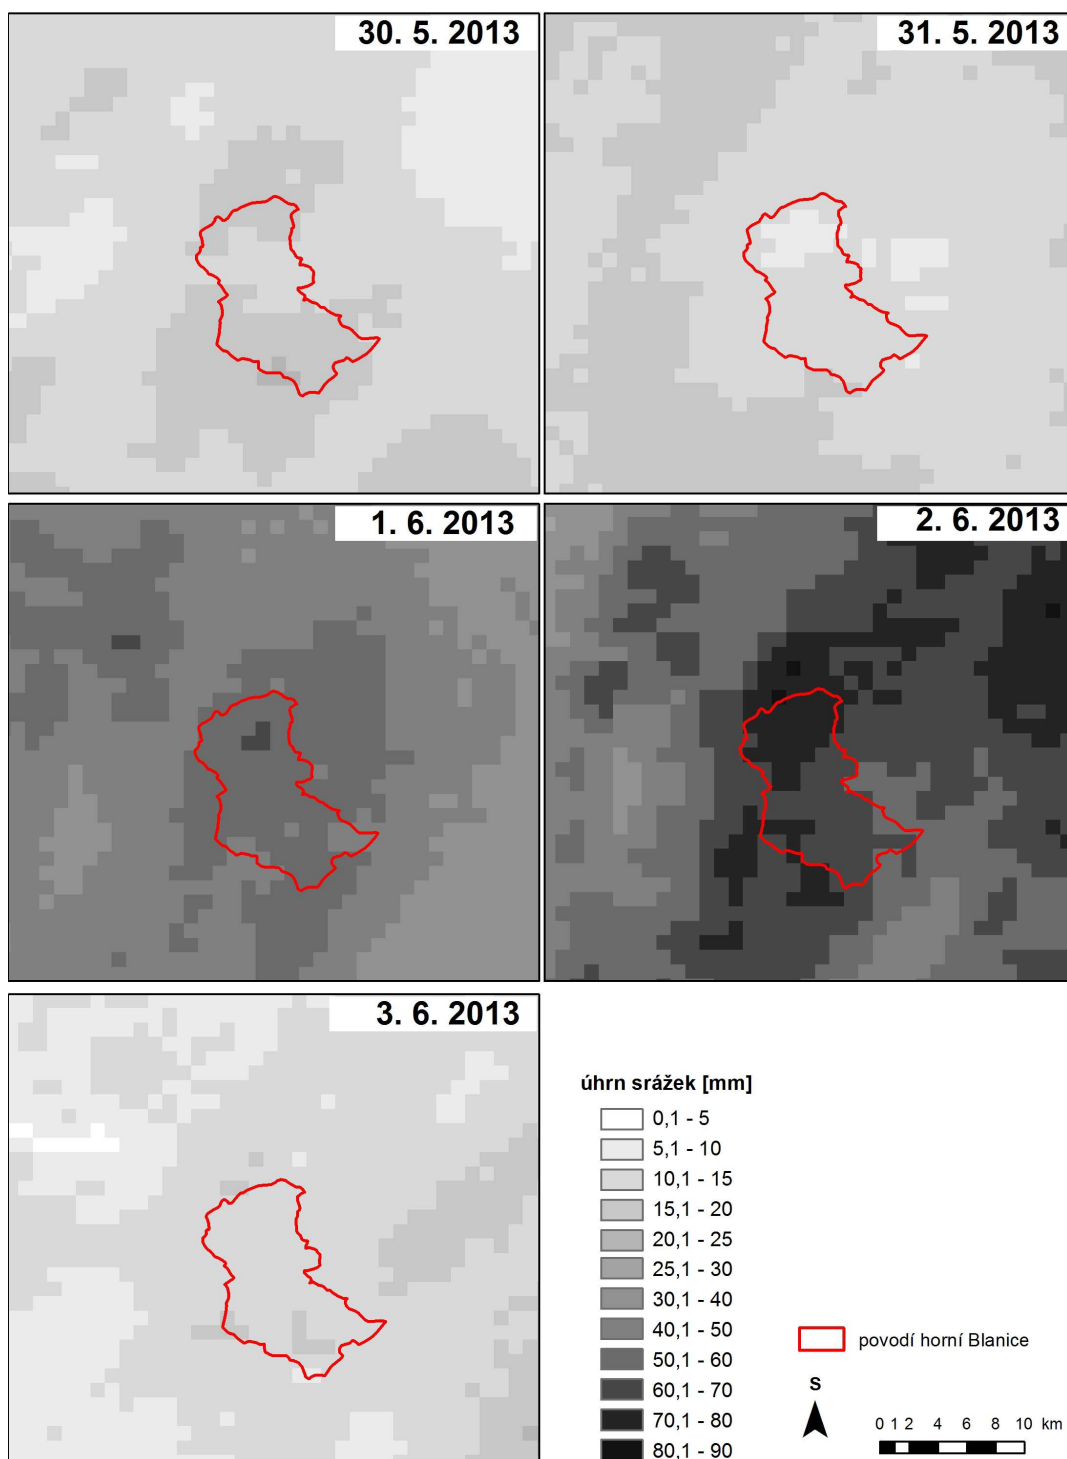 30. 5. 2013
31. 5. 2013
1. 6. 2013
2. 6. 2013
3. 6. 2013
úhrn srážek [mm]
0,1 - 5
5,1 - 10
10,1 - 15
15,1 - 20
20,1 - 25
25,1 - 30
30,1 - 40
40,1 - 50
50,1 - 60
60,1 - 70
70,1 - 80
80,1 - 90
povodí horní Blanice
S
0 1 2 4 6 8 10 km